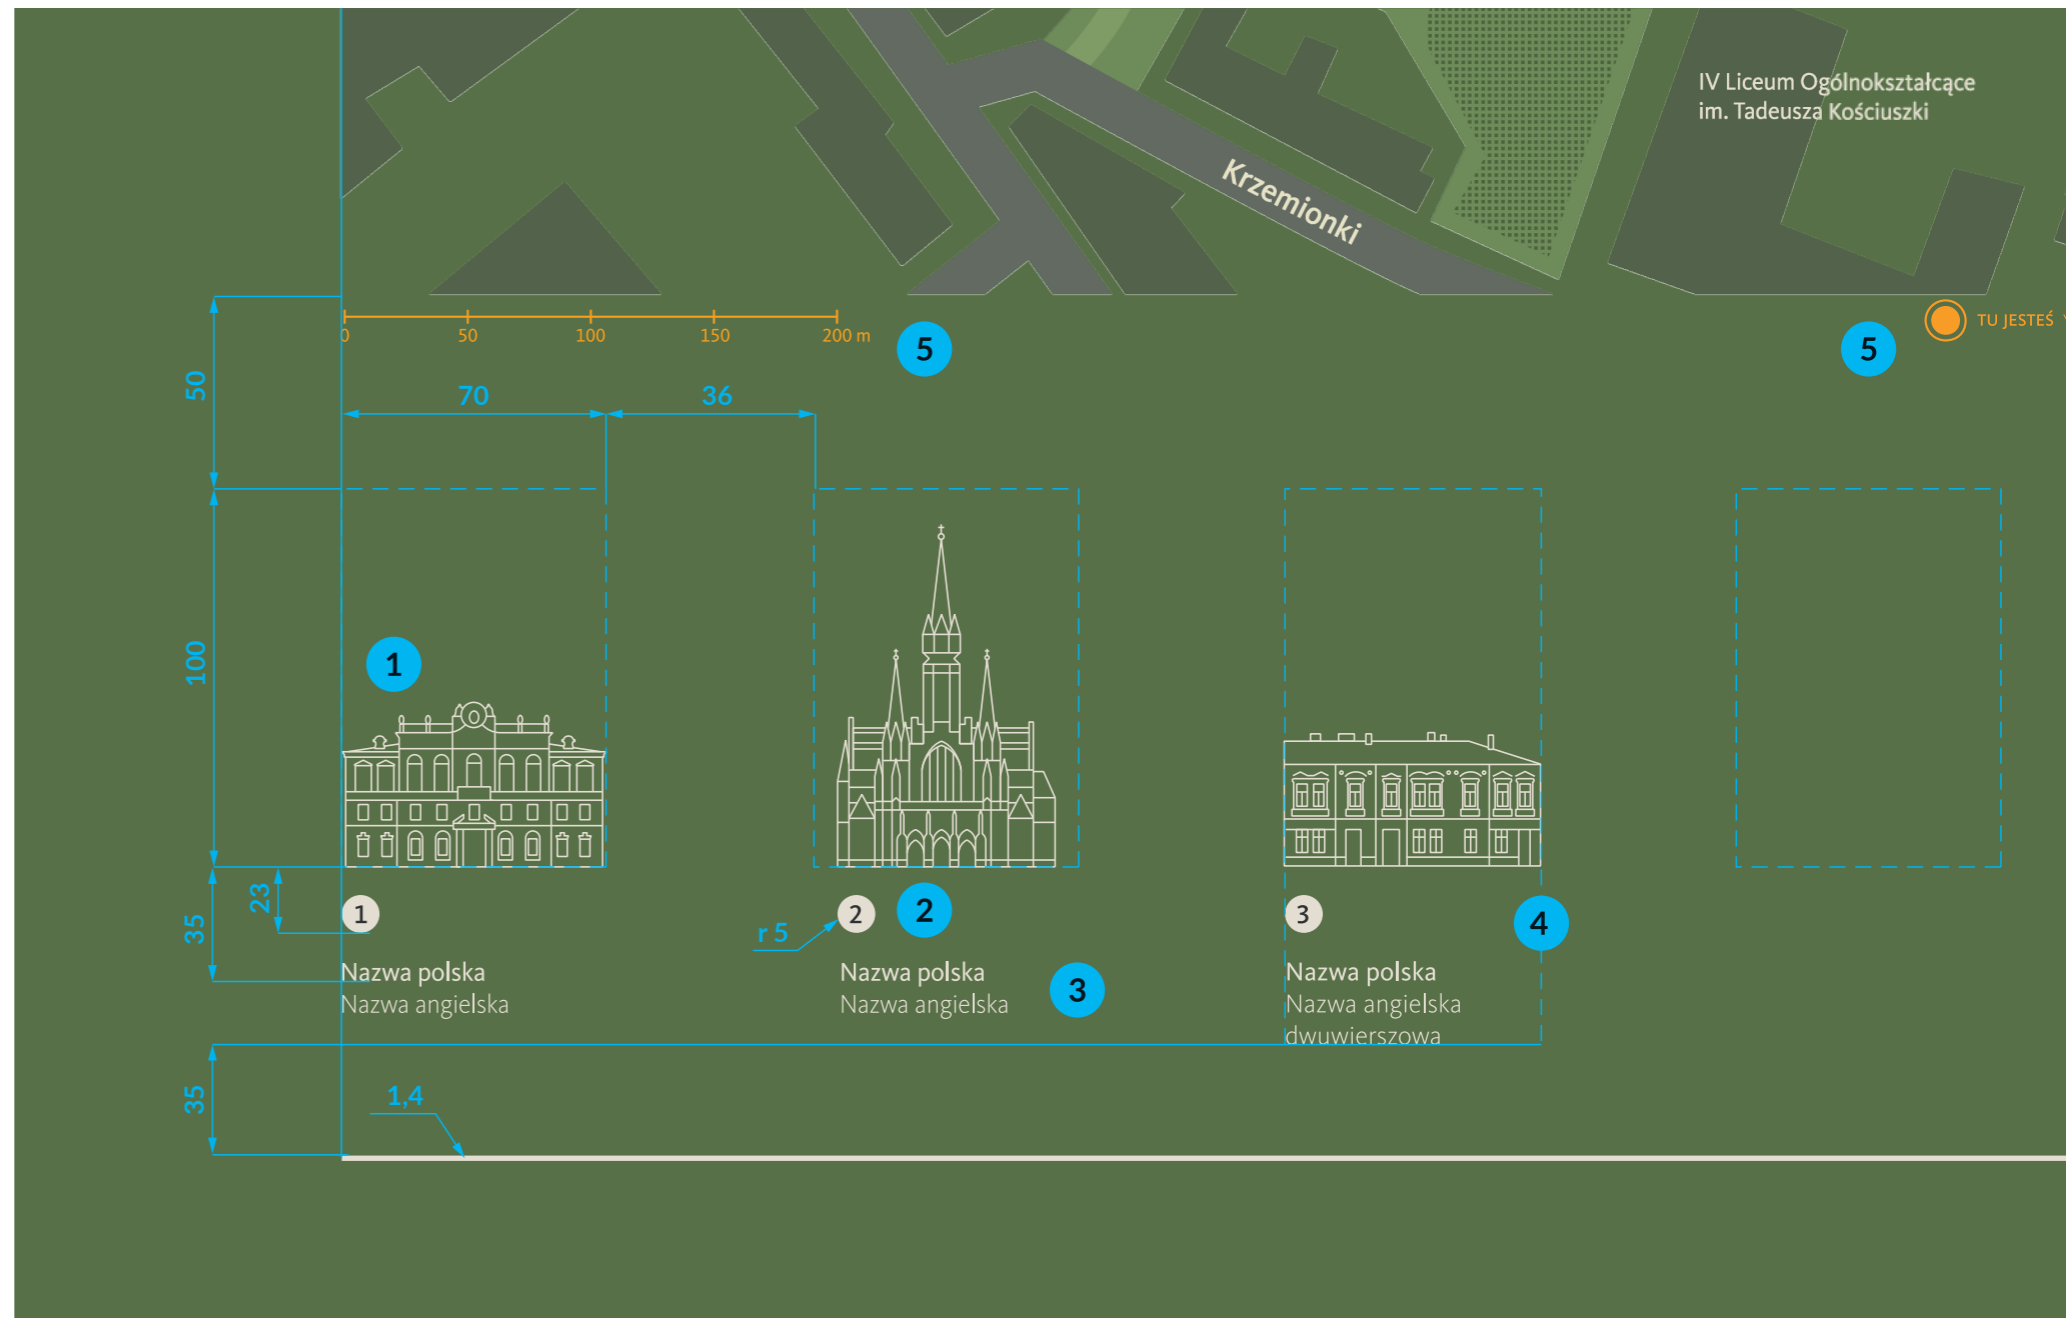 IV Liceum Ogólnokształcące
im. Tadeusza Kościuszki
Krzemionki
0 50 100 150 200 m
5
5
TU JESTEŚ
50
70
36
100
1
23
35
1
2
2
r 5
3
4
Nazwa polska
Nazwa angielska
Nazwa polska
Nazwa angielska
3
Nazwa polska
Nazwa angielska
dwuwierszowa
35
1,4